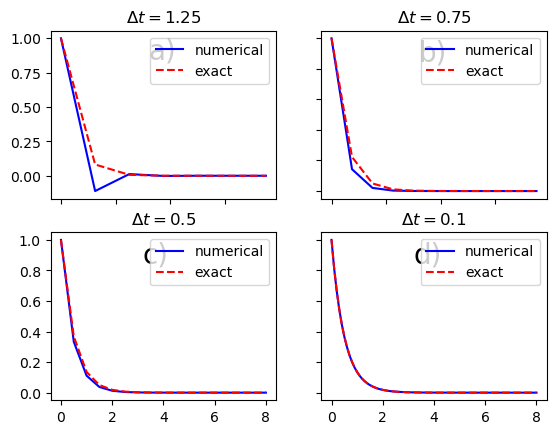 Δt = 1.25
a)
numerical
exact
1.00
0.75
0.50
0.25
0.00
Δt = 0.75
b)
numerical
exact
Δt = 0.5
c)
numerical
exact
1.0
0.8
0.6
0.4
0.2
0.0
0 2 4 6 8
Δt = 0.1
d)
numerical
exact
0 2 4 6 8